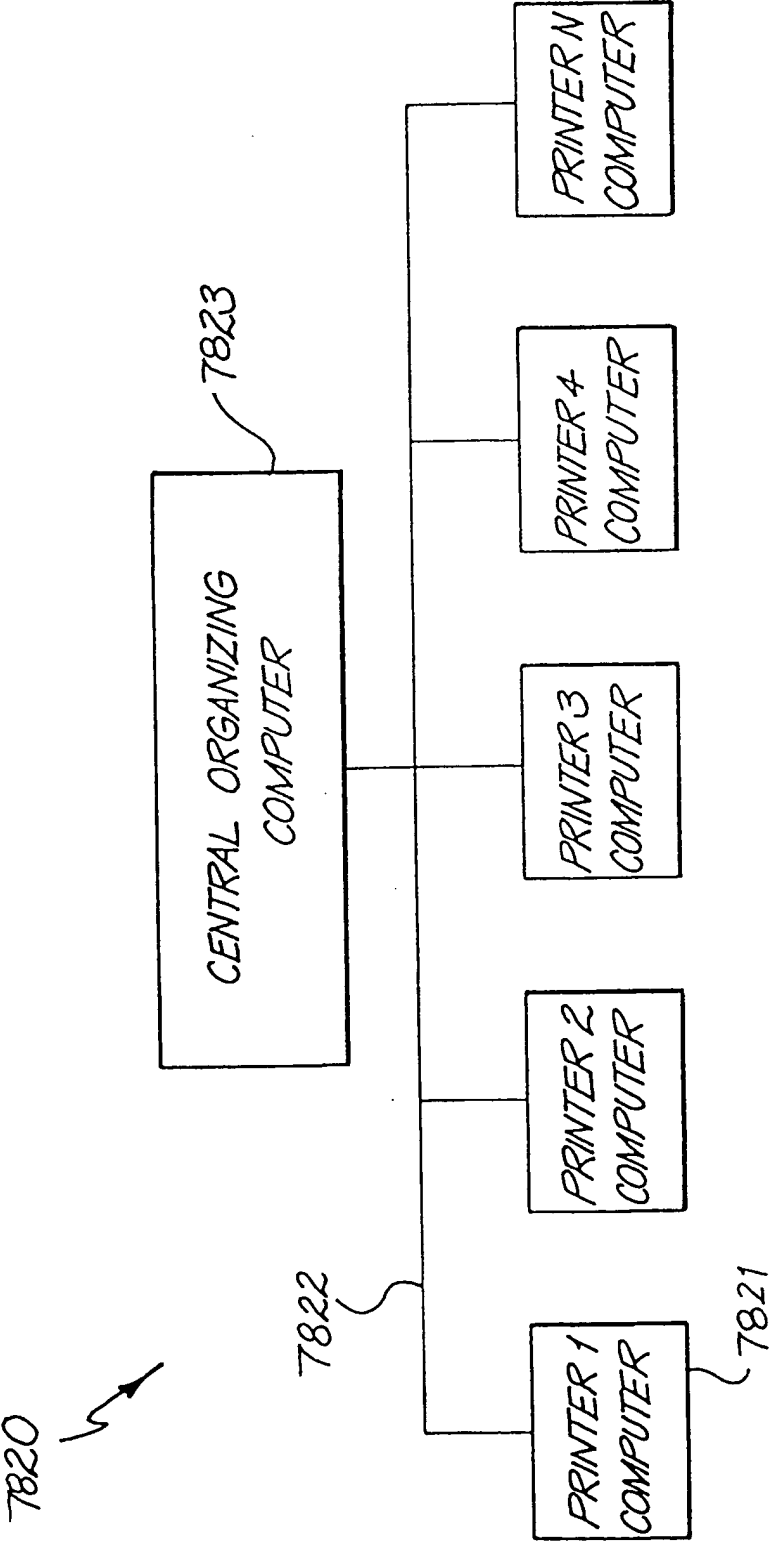 7820
CENTRAL ORGANIZING
COMPUTER
7823
7822
PRINTER 1
COMPUTER
PRINTER 2
COMPUTER
PRINTER 3
COMPUTER
PRINTER 4
COMPUTER
PRINTER N
COMPUTER
7821